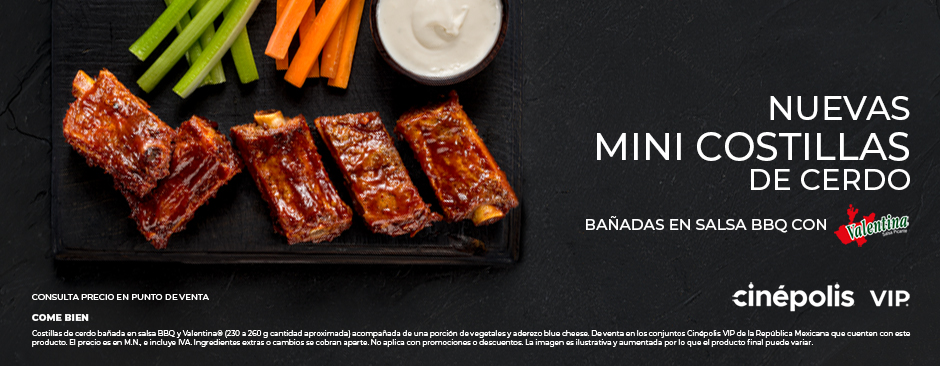 NUEVAS
MINI COSTILLAS
DE CERDO
BAÑADAS EN SALSA BBQ CON Valentina Salsa Picante
cinépolis VIP.
CONSULTA PRECIO EN PUNTO DE VENTA
COME BIEN
Costillas de cerdo bañada en salsa BBQ y Valentina® (230 a 260 g cantidad aproximada) acompañada de una porción de vegetales y aderezo blue cheese. De venta en los conjuntos Cinépolis VIP de la República Mexicana que cuenten con este
producto. El precio es en M.N., e incluye IVA. Ingredientes extras o cambios se cobran aparte. No aplica con promociones o descuentos. La imagen es ilustrativa y aumentada por lo que el producto final puede variar.